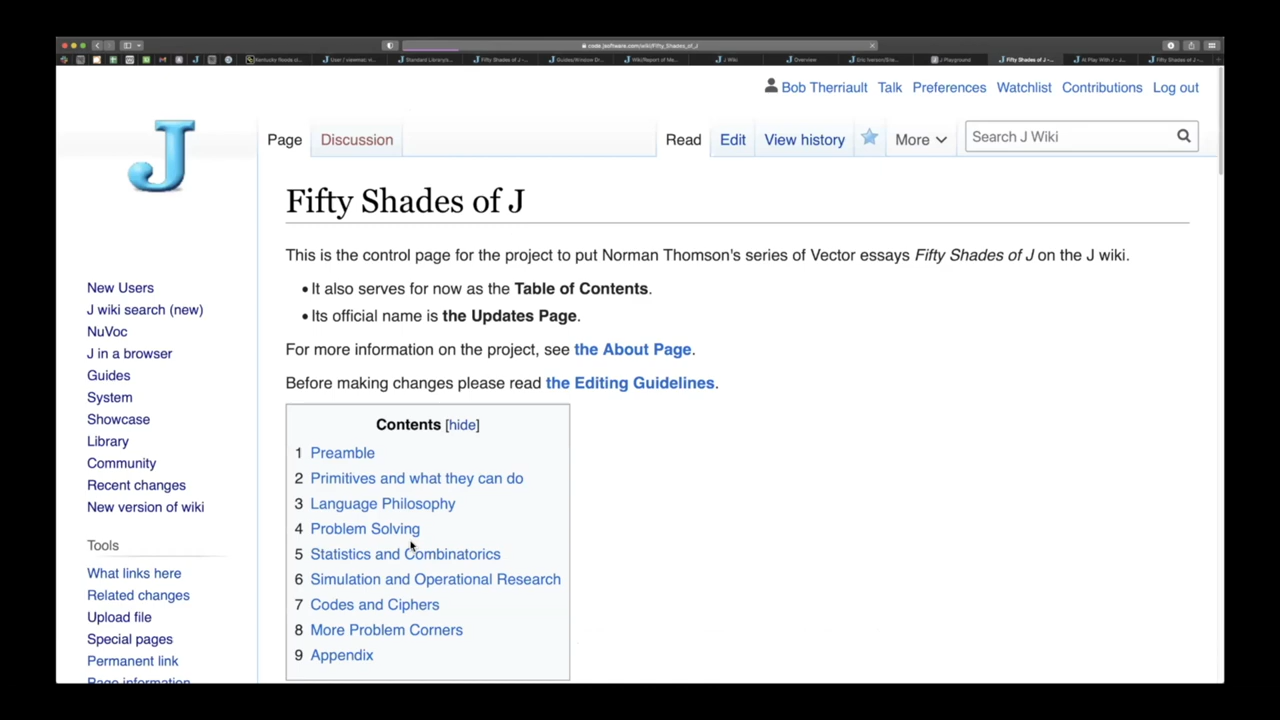 code.jsoftware.com/wiki/Fifty_Shades_of_J
Bob Therriault Talk Preferences Watchlist Contributions Log out
Page Discussion Read Edit View history More Search J Wiki
J
Fifty Shades of J
This is the control page for the project to put Norman Thomson's series of Vector essays Fifty Shades of J on the J wiki.
• It also serves for now as the Table of Contents.
• Its official name is the Updates Page.
For more information on the project, see the About Page.
Before making changes please read the Editing Guidelines.
Contents [hide]
1 Preamble
2 Primitives and what they can do
3 Language Philosophy
4 Problem Solving
5 Statistics and Combinatorics
6 Simulation and Operational Research
7 Codes and Ciphers
8 More Problem Corners
9 Appendix
New Users
J wiki search (new)
NuVoc
J in a browser
Guides
System
Showcase
Library
Community
Recent changes
New version of wiki
Tools
What links here
Related changes
Upload file
Special pages
Permanent link
Page information